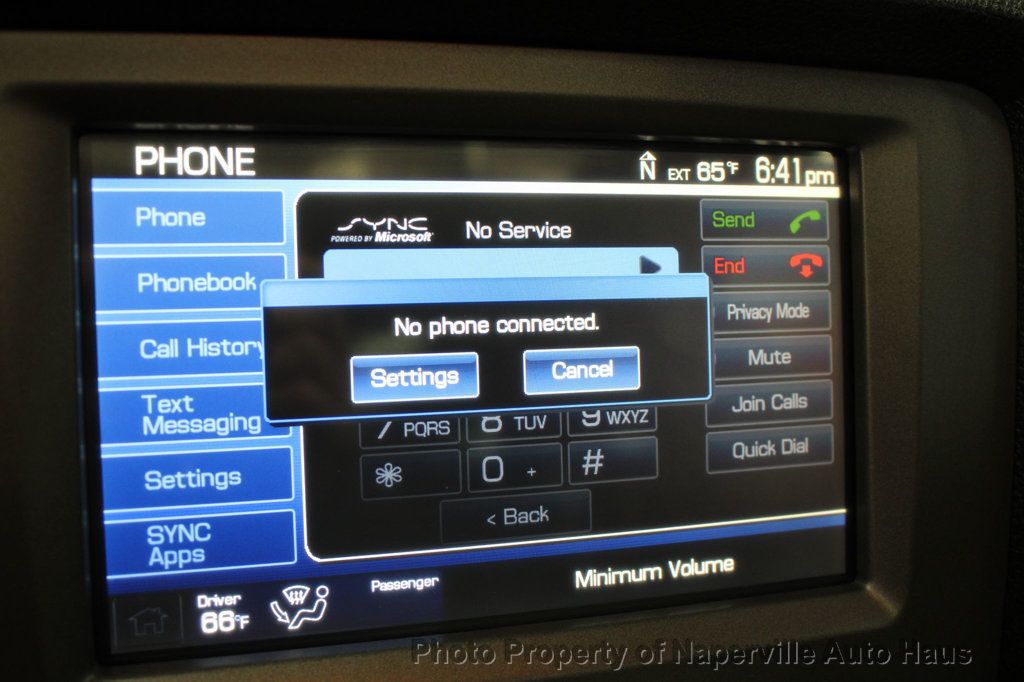 PHONE
N EXT 65°F 6:41pm
Phone
Phonebook
Call History
Text
Messaging
Settings
SYNC
Apps
SYNC
POWERED BY Microsoft
No Service
No phone connected.
Settings
Cancel
7 PQRS
8 TUV
9 WXYZ
0 +
#
< Back
Send
End
Privacy Mode
Mute
Join Calls
Quick Dial
Driver
66°F
Passenger
Minimum Volume
Photo Property of Naperville Auto Haus